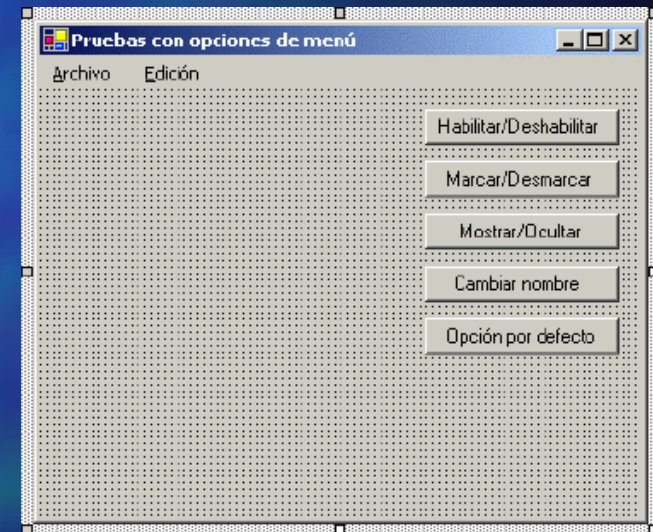 Pruebas con opciones de menú
Archivo Edición
Habilitar/Deshabilitar
Marcar/Desmarcar
Mostrar/Ocultar
Cambiar nombre
Opción por defecto